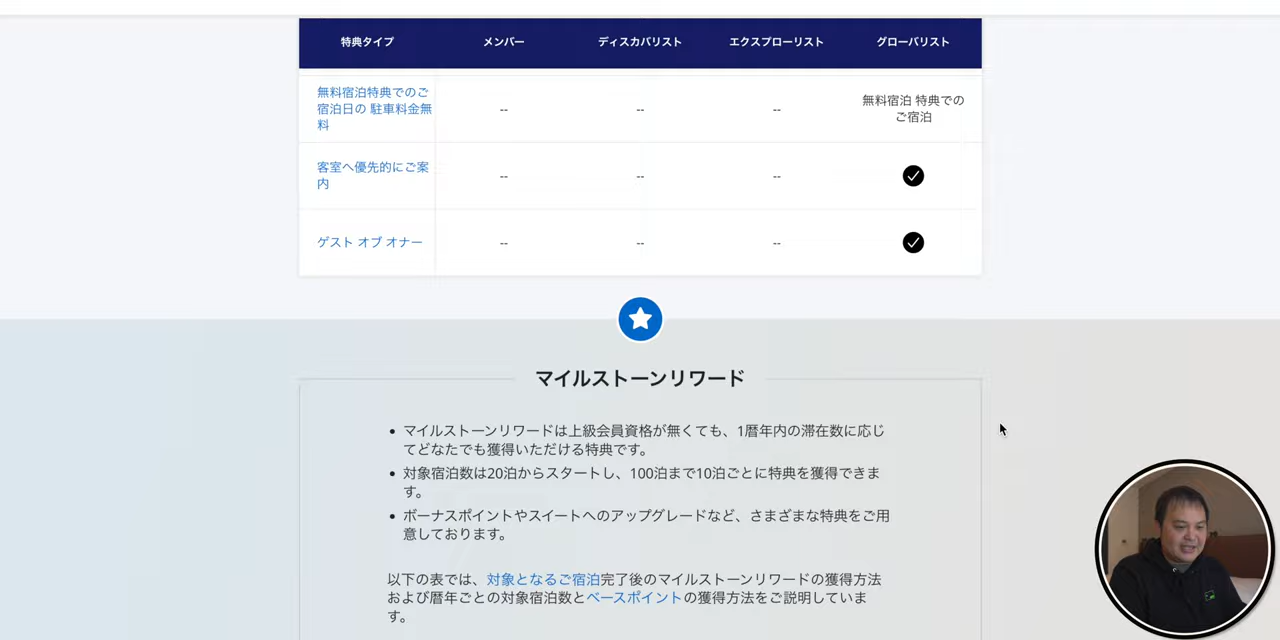 特典タイプ メンバー ディスカバリスト エクスプローリスト グローバリスト
無料宿泊特典でのご
宿泊日の 駐車料金無
料
--
--
--
無料宿泊 特典での
ご宿泊
客室へ優先的にご案
内
--
--
--
ゲスト オブ オナー
--
--
--
マイルストーンリワード
• マイルストーンリワードは上級会員資格が無くても、1暦年内の滞在数に応じ
てどなたでも獲得いただける特典です。
• 対象宿泊数は20泊からスタートし、100泊まで10泊ごとに特典を獲得できま
す。
• ボーナスポイントやスイートへのアップグレードなど、さまざまな特典をご用
意しております。
以下の表では、対象となるご宿泊完了後のマイルストーンリワードの獲得方法
および暦年ごとの対象宿泊数とベースポイントの獲得方法をご説明していま
す。